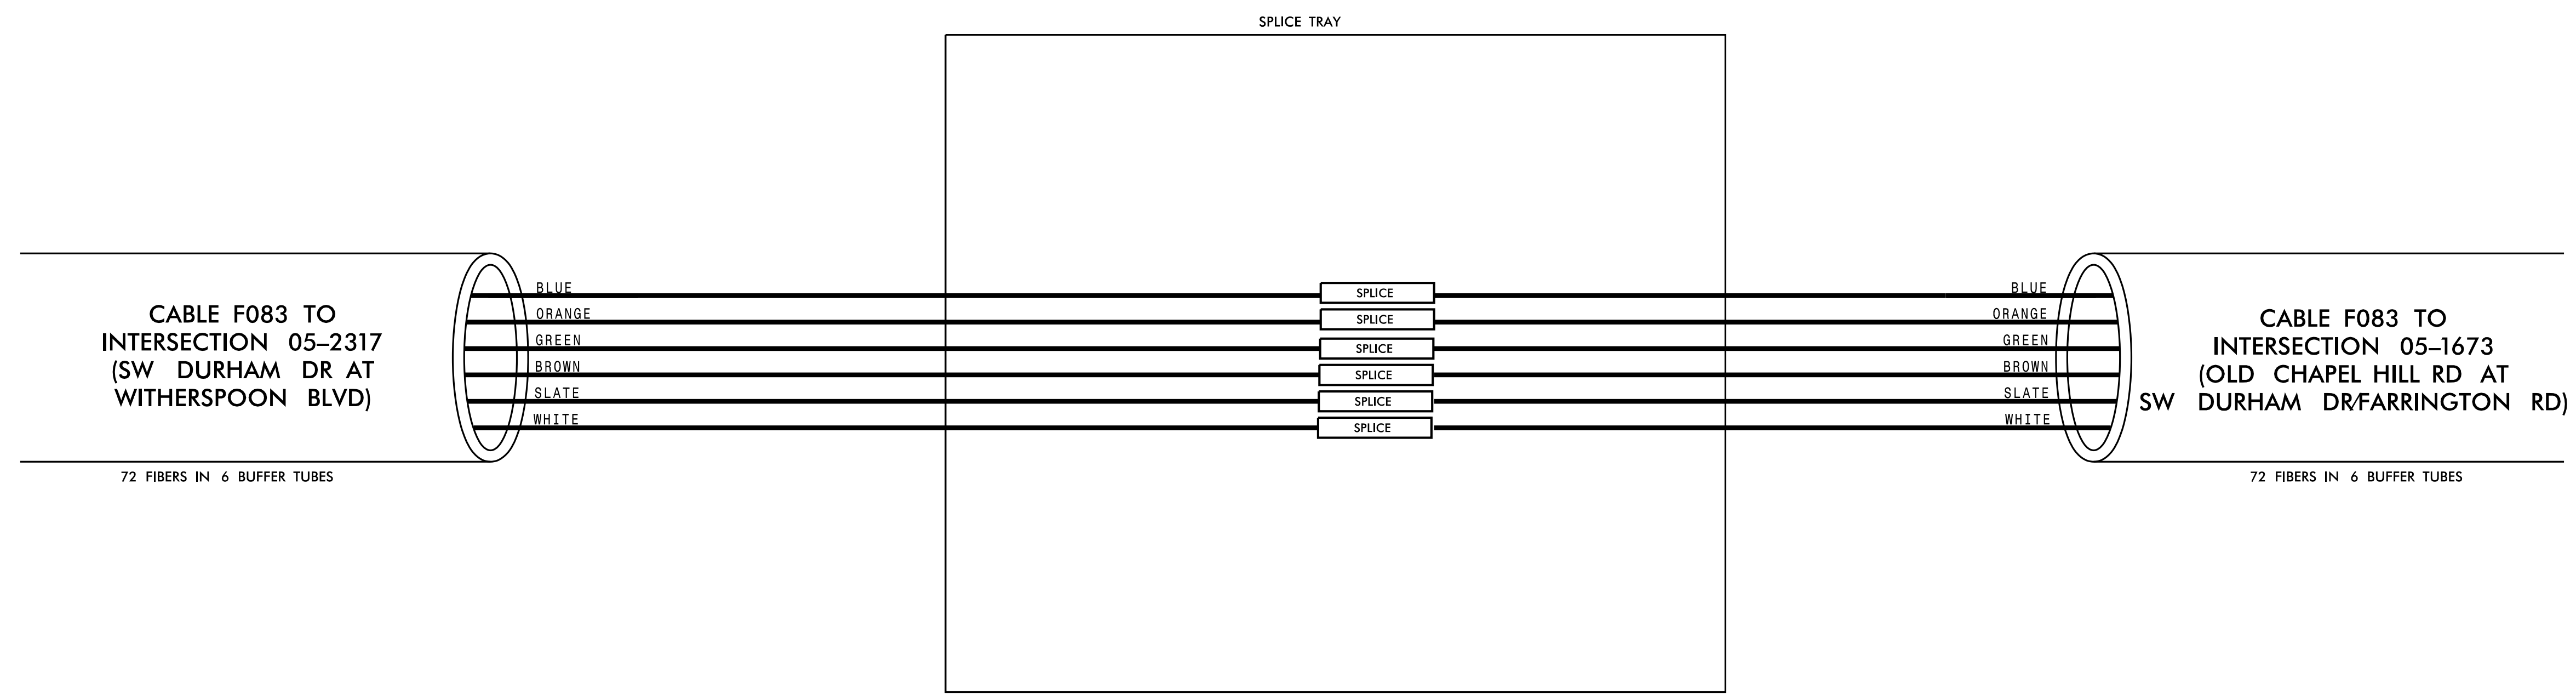 SPLICE TRAY
CABLE F083 TO
INTERSECTION 05–2317
(SW DURHAM DR AT
WITHERSPOON BLVD)
72 FIBERS IN 6 BUFFER TUBES
BLUE
ORANGE
GREEN
BROWN
SLATE
WHITE
SPLICE
SPLICE
SPLICE
SPLICE
SPLICE
SPLICE
BLUE
ORANGE
GREEN
BROWN
SLATE
WHITE
CABLE F083 TO
INTERSECTION 05–1673
(OLD CHAPEL HILL RD AT
SW DURHAM DR/FARRINGTON RD)
72 FIBERS IN 6 BUFFER TUBES